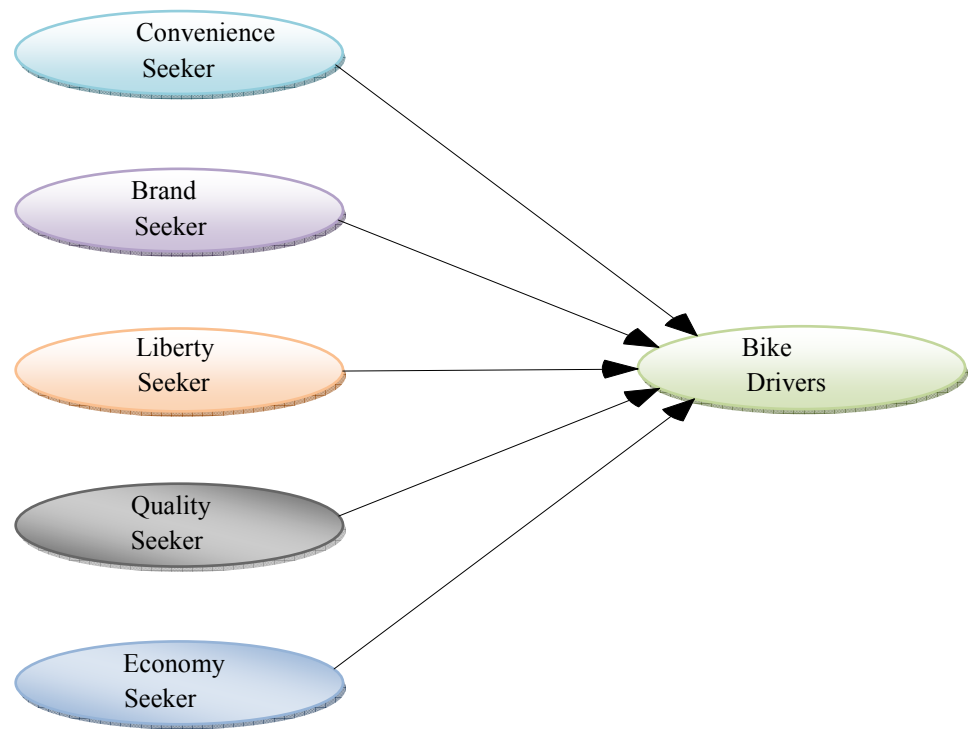 Convenience
Seeker
Brand
Seeker
Liberty
Seeker
Bike
Drivers
Quality
Seeker
Economy
Seeker